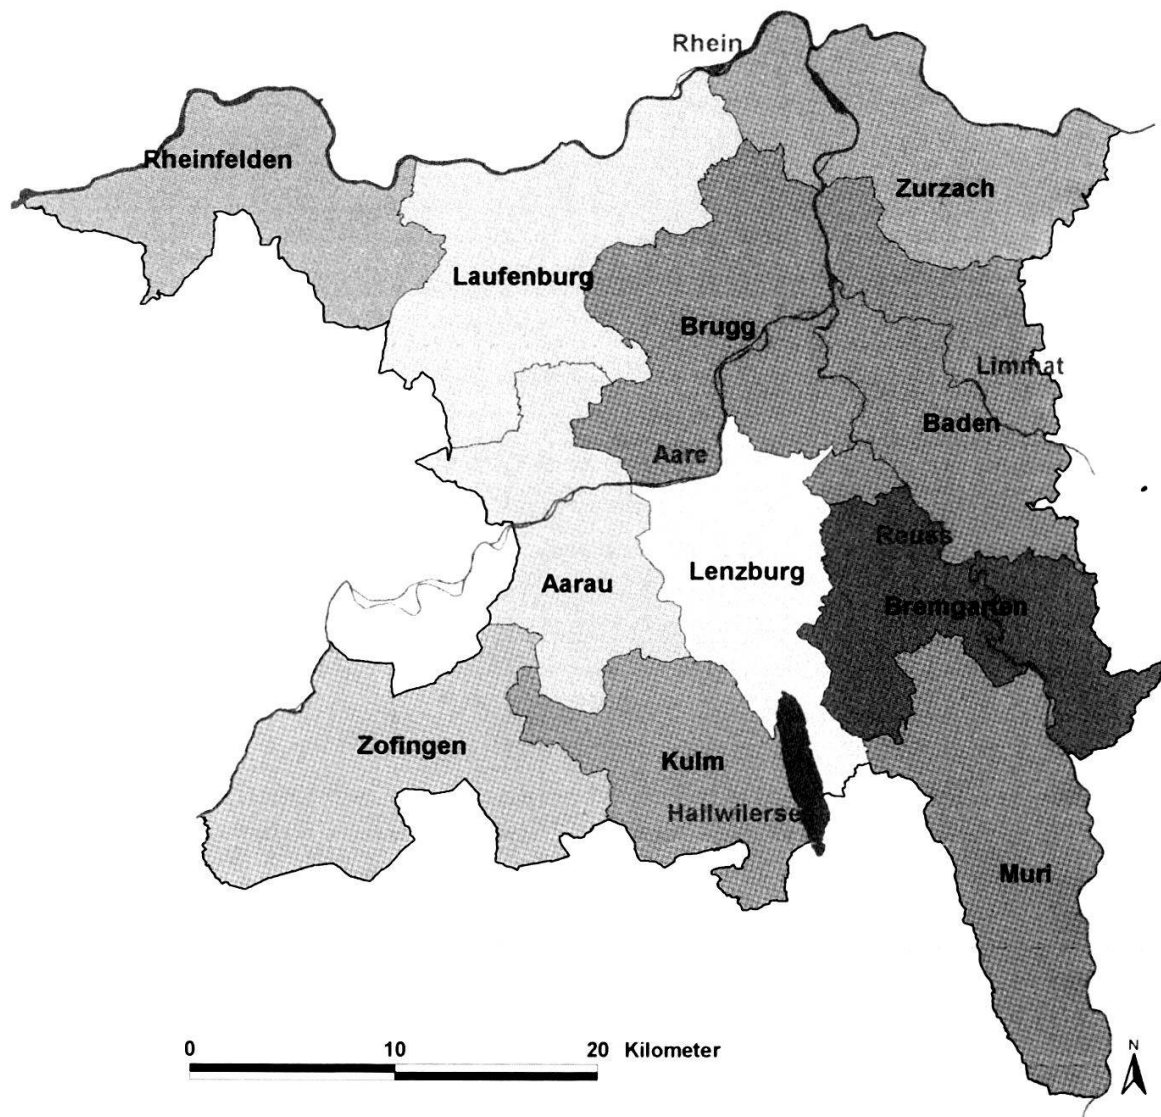 Rhein
Rheinfelden
Zurzach
Laufenburg
Brugg
Limmat
Baden
Aare
Reuss
Lenzburg
Aarau
Bremgarten
Zofingen
Kulm
Hallwilerse
Muri
0 10 20 Kilometer
N